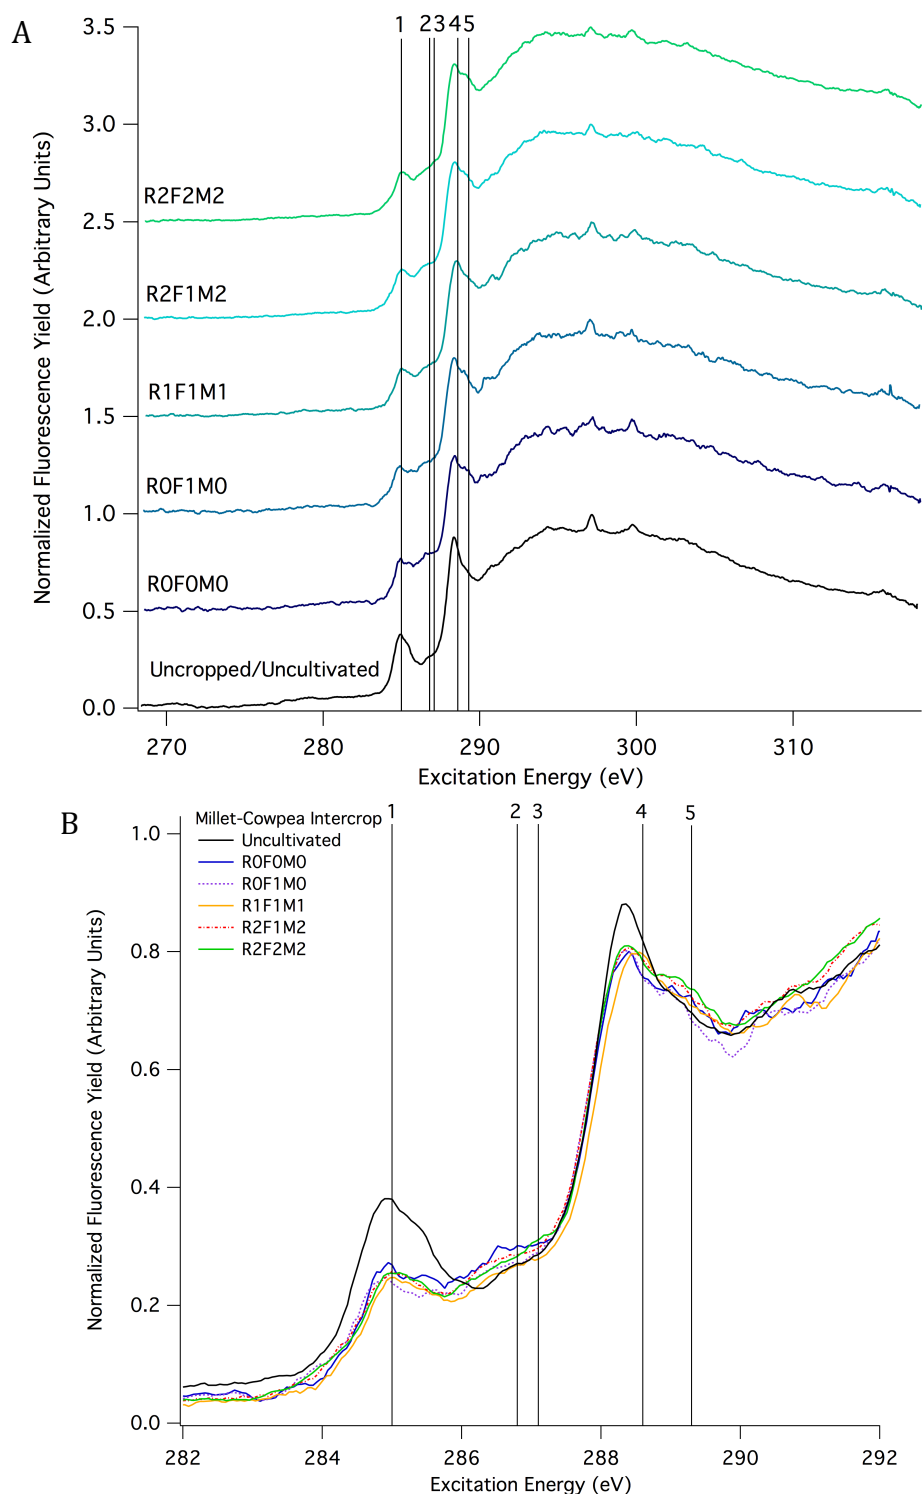 A
1 2 3 4 5
3.5
3.0
2.5
2.0
1.5
1.0
0.5
0.0
Normalized Fluorescence Yield (Arbitrary Units)
R2F2M2
R2F1M2
R1F1M1
R0F1M0
R0F0M0
Uncropped/Uncultivated
270 280 290 300 310
Excitation Energy (eV)
B
1 2 3 4 5
Millet-Cowpea Intercrop
Uncultivated
R0F0M0
R0F1M0
R1F1M1
R2F1M2
R2F2M2
1.0
0.8
0.6
0.4
0.2
0.0
Normalized Fluorescence Yield (Arbitrary Units)
282 284 286 288 290 292
Excitation Energy (eV)